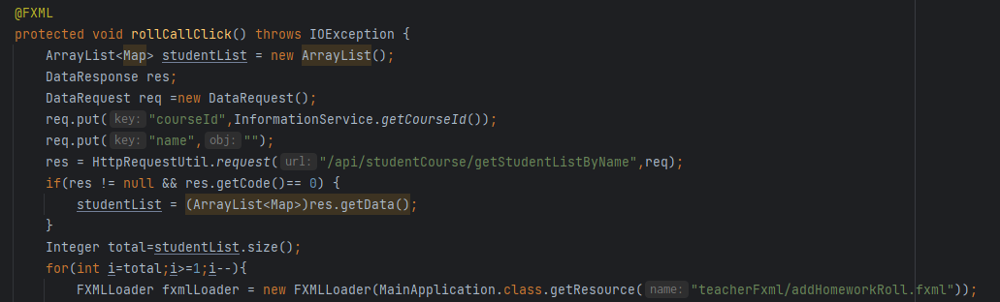 @FXML
protected void rollCallClick() throws IOException {
ArrayList<Map> studentList = new ArrayList();
DataResponse res;
DataRequest req =new DataRequest();
req.put( key: "courseId",InformationService.getCourseId());
req.put( key: "name", obj: "");
res = HttpRequestUtil.request( url: "/api/studentCourse/getStudentListByName",req);
if(res != null && res.getCode()== 0) {
studentList = (ArrayList<Map>)res.getData();
}
Integer total=studentList.size();
for(int i=total;i>=1;i--){
FXMLLoader fxmlLoader = new FXMLLoader(MainApplication.class.getResource( name: "teacherFxml/addHomeworkRoll.fxml"));